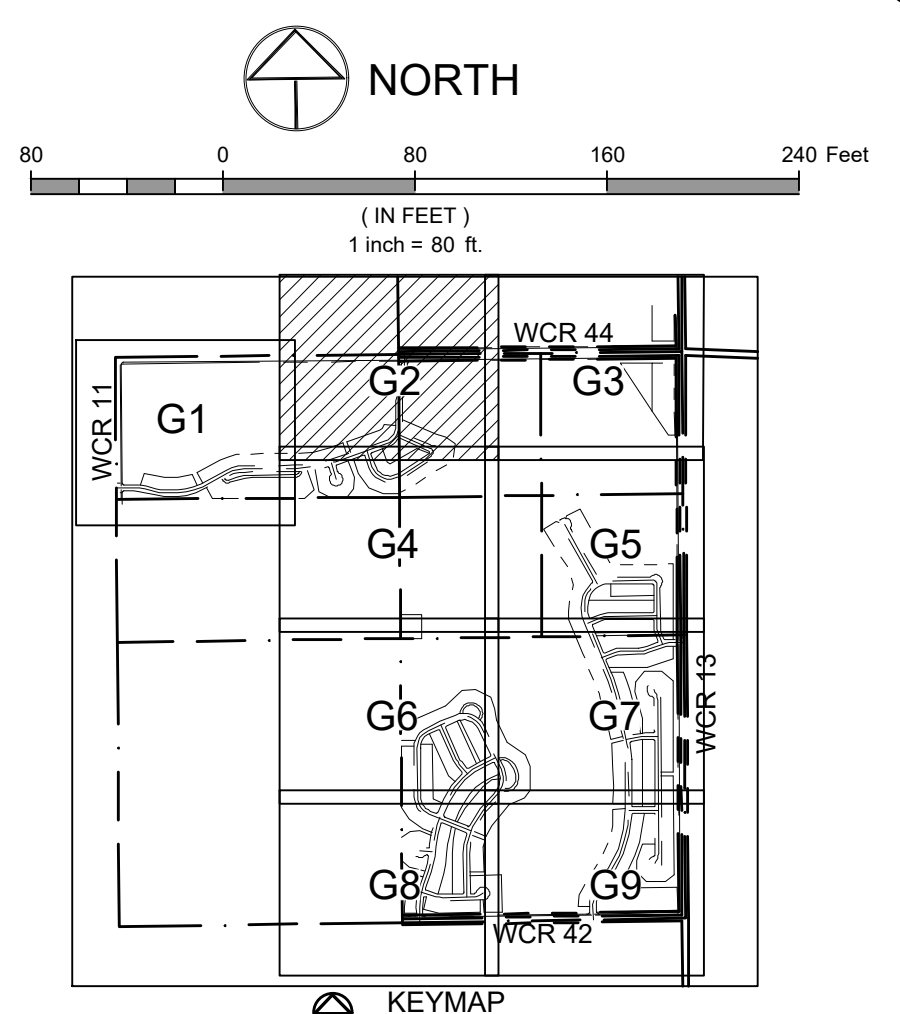 NORTH
80 0 80 160 240 Feet
( IN FEET )
1 inch = 80 ft.
WCR 44
G2 G3
WCR 11
G1
G4 G5
WCR 13
G6 G7
G8 G9
WCR 42
KEYMAP